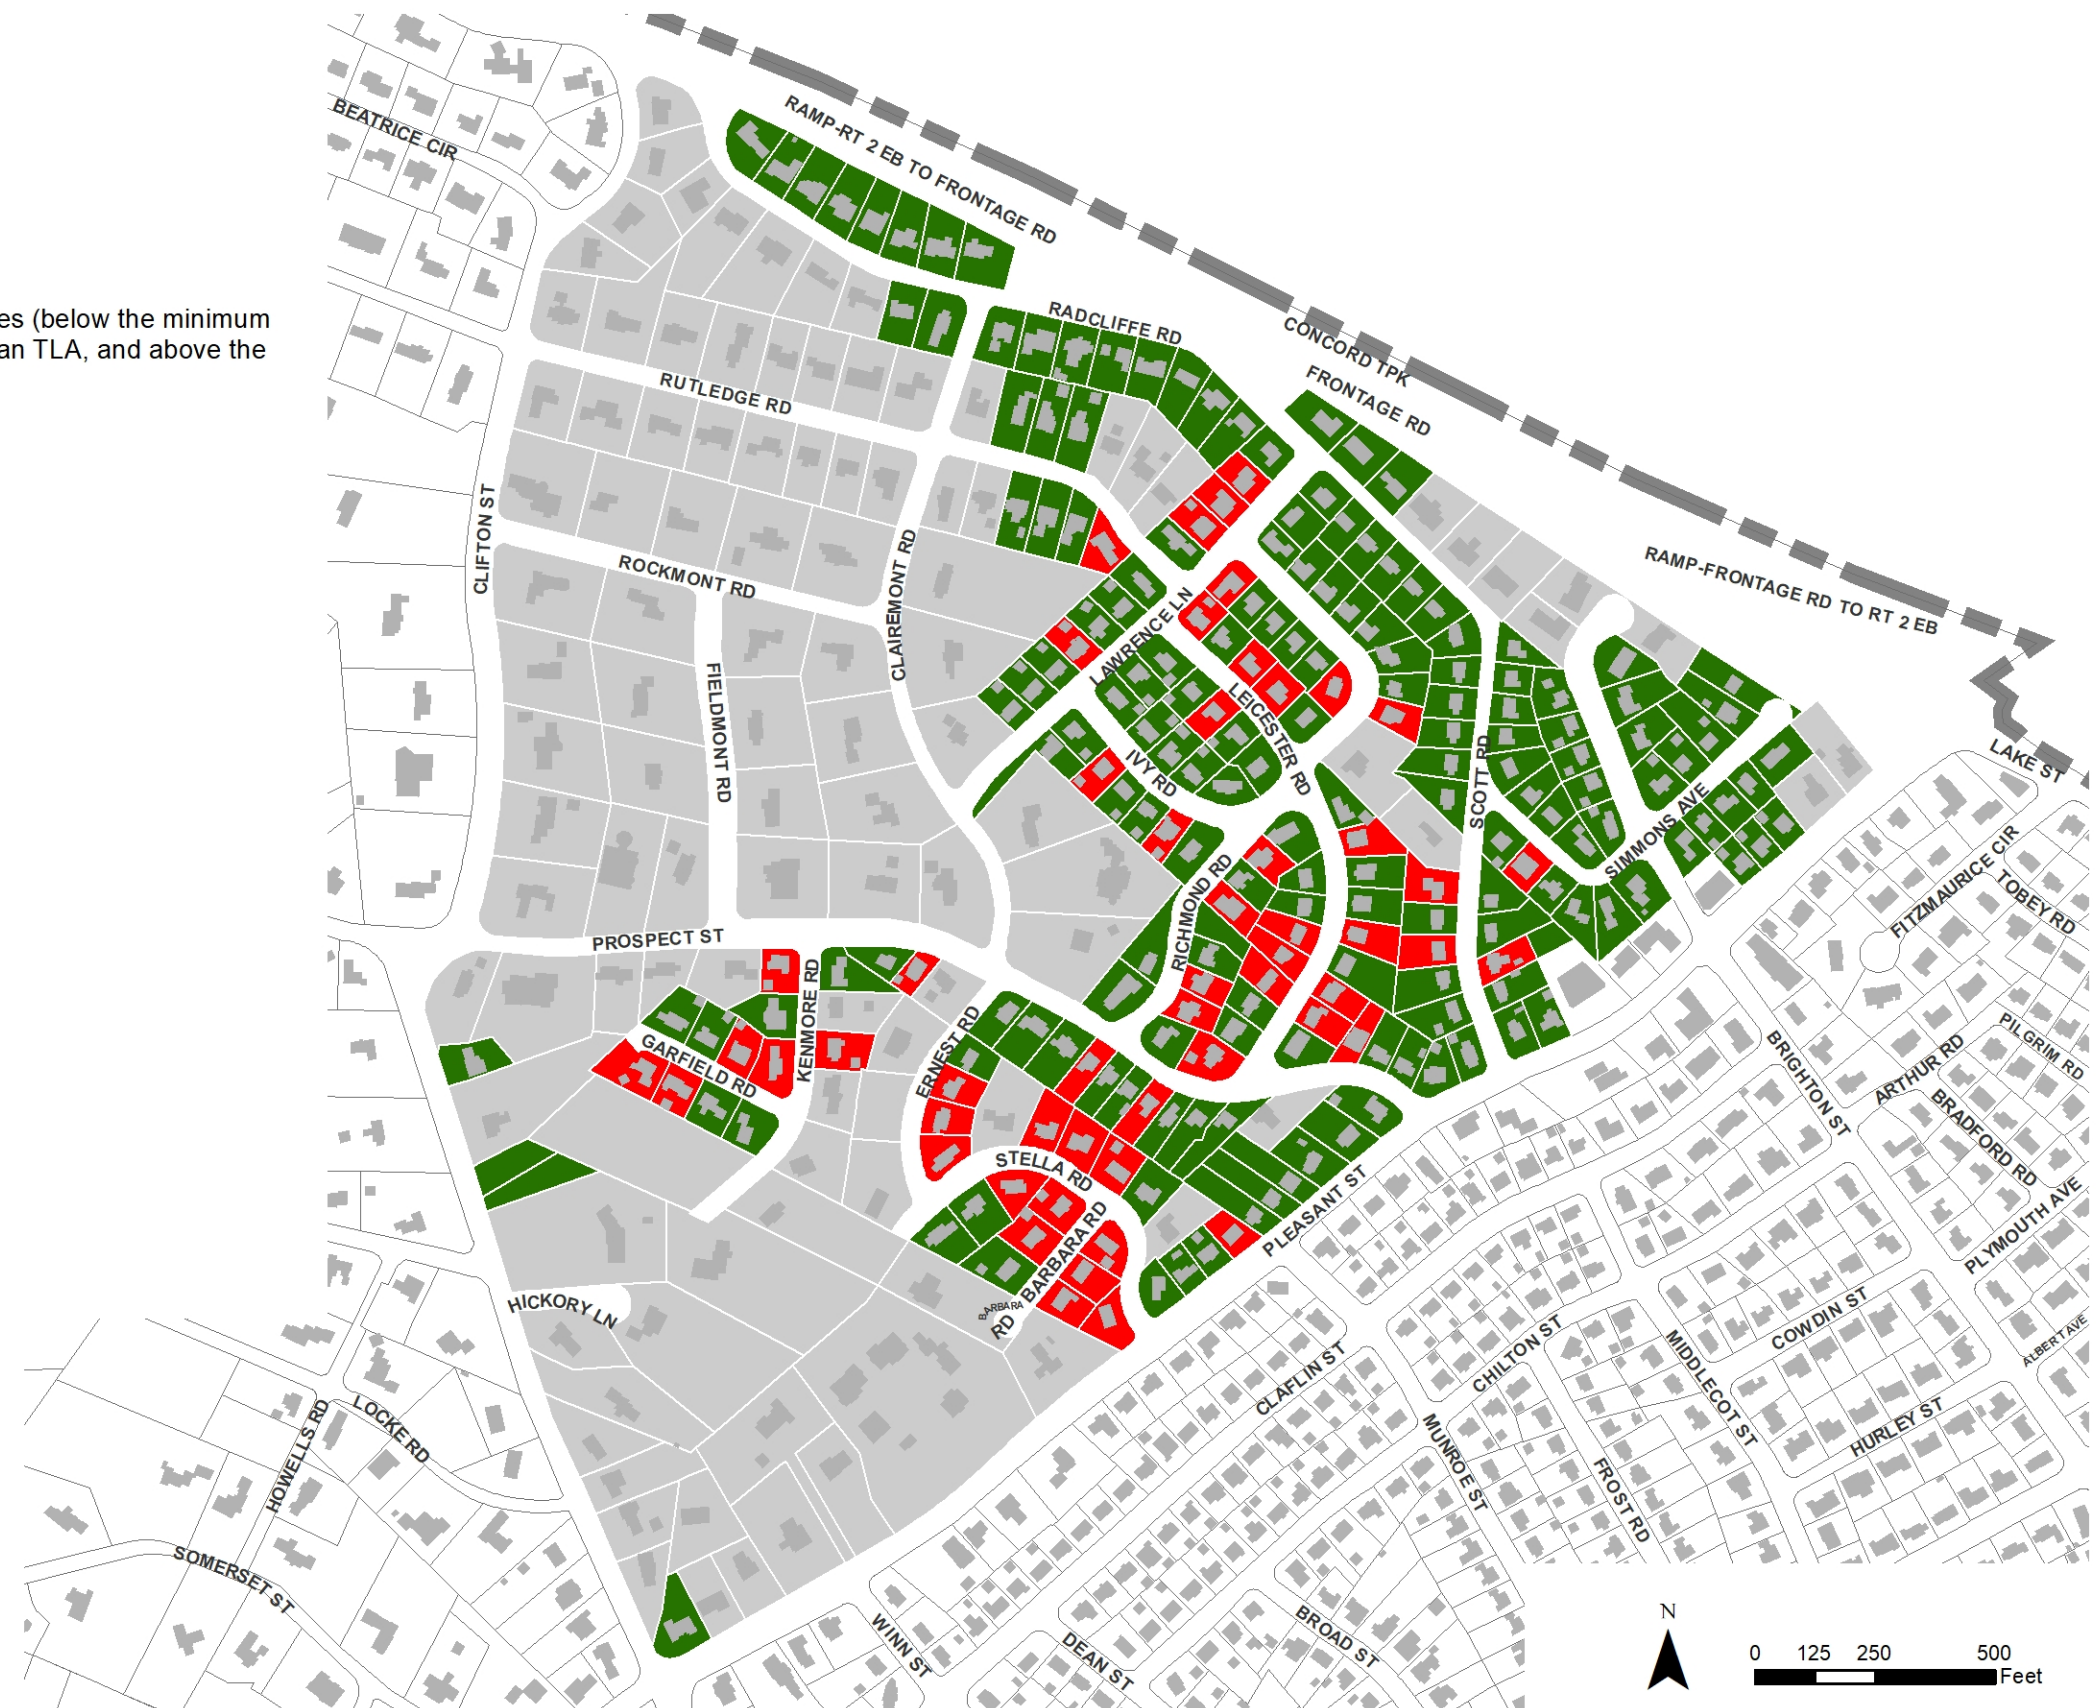 es (below the minimum
an TLA, and above the
BEATRICE CIR
RAMP-RT 2 EB TO FRONTAGE RD
RADCLIFFE RD
CONCORD TPK
FRONTAGE RD
RUTLEDGE RD
CLIFTON ST
ROCKMONT RD
CLAIREMONT RD
RAMP-FRONTAGE RD TO RT 2 EB
LAWRENCE LN
FIELDMONT RD
LEICESTER RD
IVY RD
SCOTT RD
LAKE ST
SIMMONS AVE
FITZMAURICE CIR
TOBEY RD
RICHMOND RD
PROSPECT ST
KENMORE RD
GARFIELD RD
ERNEST RD
PILGRIM RD
BRIGHTON ST
ARTHUR RD
BRADFORD RD
STELLA RD
PLEASANT ST
PLYMOUTH AVE
BARBARA RD
BARBARA
RD
HICKORY LN
CHILTON ST
COWDIN ST
MIDDLECOT ST
ALBERT AVE
CLAFLIN ST
LOCKE RD
HOWELLS RD
MUNROE ST
HURLEY ST
FROST RD
SOMERSET ST
WINN ST
DEAN ST
BROAD ST
N
0 125 250 500
Feet